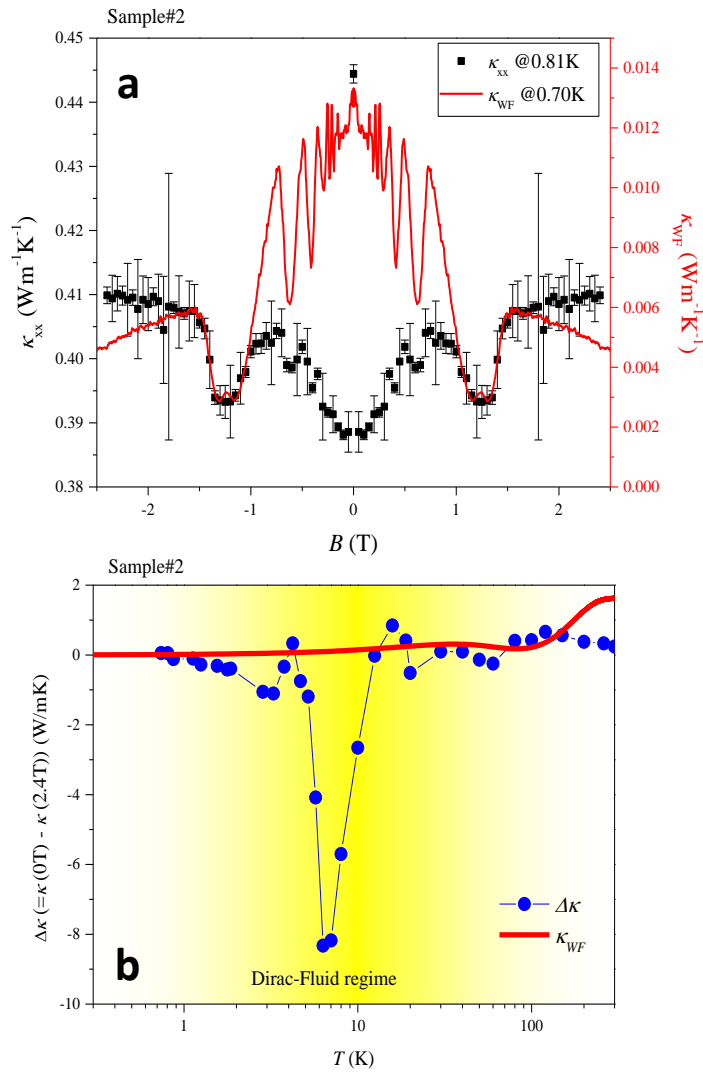 Sample#2
a
κxx @0.81K
κWF @0.70K
0.45
0.44
0.43
0.42
0.41
0.40
0.39
0.38
κxx (Wm⁻¹K⁻¹)
0.014
0.012
0.010
0.008
0.006
0.004
0.002
0.000
κWF (Wm⁻¹K⁻¹)
-2 -1 0 1 2
B (T)
Sample#2
2
0
-2
-4
-6
-8
-10
Δκ (=κ (0T) - κ (2.4T)) (W/mK)
Δκ
κWF
b
Dirac-Fluid regime
1 10 100
T (K)